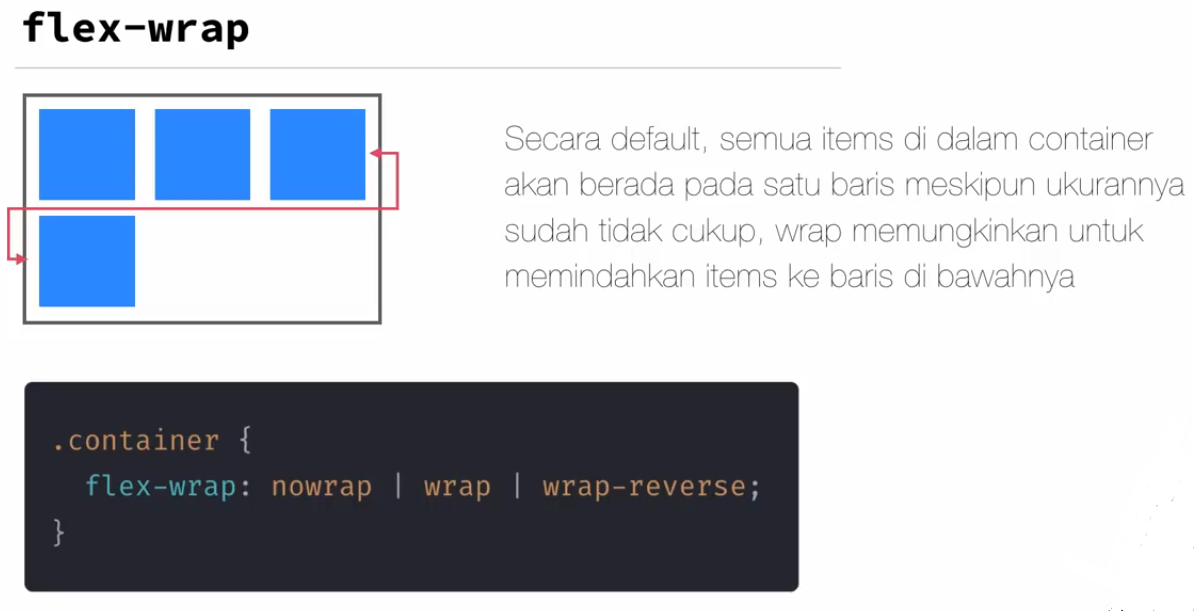 flex-wrap
Secara default, semua items di dalam container
akan berada pada satu baris meskipun ukurannya
sudah tidak cukup, wrap memungkinkan untuk
memindahkan items ke baris di bawahnya
.container {
  flex-wrap: nowrap | wrap | wrap-reverse;
}